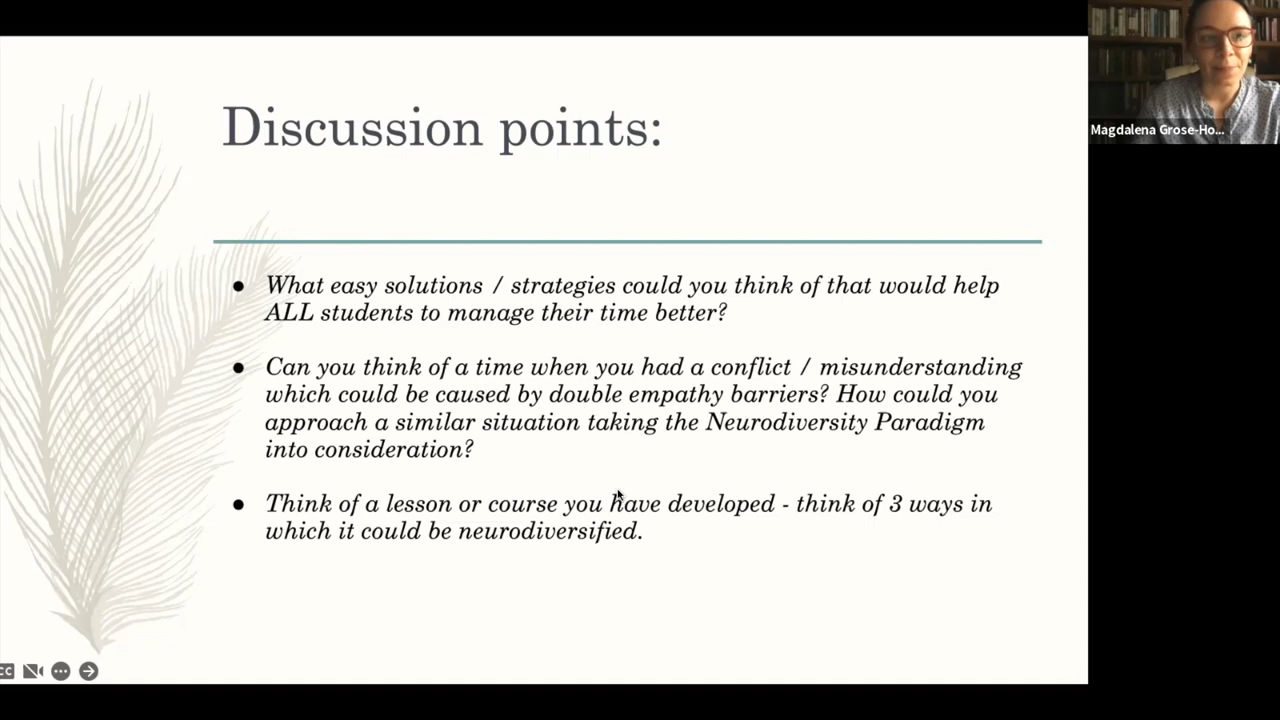 Discussion points:
Magdalena Grose-Ho...
● What easy solutions / strategies could you think of that would help
ALL students to manage their time better?
● Can you think of a time when you had a conflict / misunderstanding
which could be caused by double empathy barriers? How could you
approach a similar situation taking the Neurodiversity Paradigm
into consideration?
● Think of a lesson or course you have developed - think of 3 ways in
which it could be neurodiversified.
CC